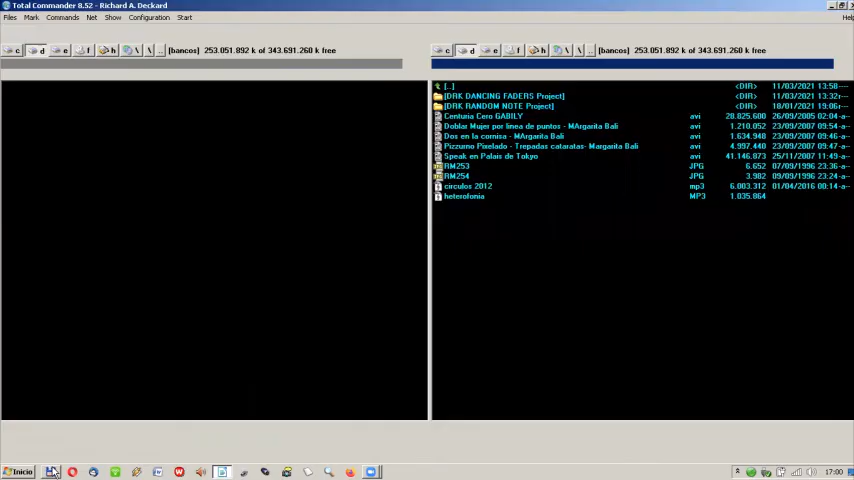 Total Commander 8.52 - Richard A. Deckard
Files Mark Commands Net Show Configuration Start Help
c d e f h \ \ .. [bancos] 253.051.892 k of 343.691.260 k free
c d e f h \ \ .. [bancos] 253.051.892 k of 343.691.260 k free
[..] <DIR> 11/03/2021 13:58----
[DRK DANCING FADERS Project] <DIR> 11/03/2021 13:32r---
[DRK RANDOM NOTE Project] <DIR> 18/01/2021 19:06r---
Centuria Cero GABILY avi 28.825.600 26/09/2005 02:04-a--
Doblar Mujer por linea de puntos - MArgarita Bali avi 1.210.052 23/09/2007 09:54-a--
Dos en la cornisa - MArgarita Bali avi 1.634.948 23/09/2007 09:46-a--
Pizzurno Pixelado - Trepadas cataratas- Margarita Bali avi 4.997.440 23/09/2007 09:47-a--
Speak en Palais de Tokyo avi 41.146.873 25/11/2007 11:49-a--
RM253 JPG 6.652 07/09/1996 23:36-a--
RM254 JPG 3.982 09/09/1996 23:24-a--
circulos 2012 mp3 6.003.312 01/04/2016 00:14-a--
heterofonia MP3 1.035.864
Inicio 17:00